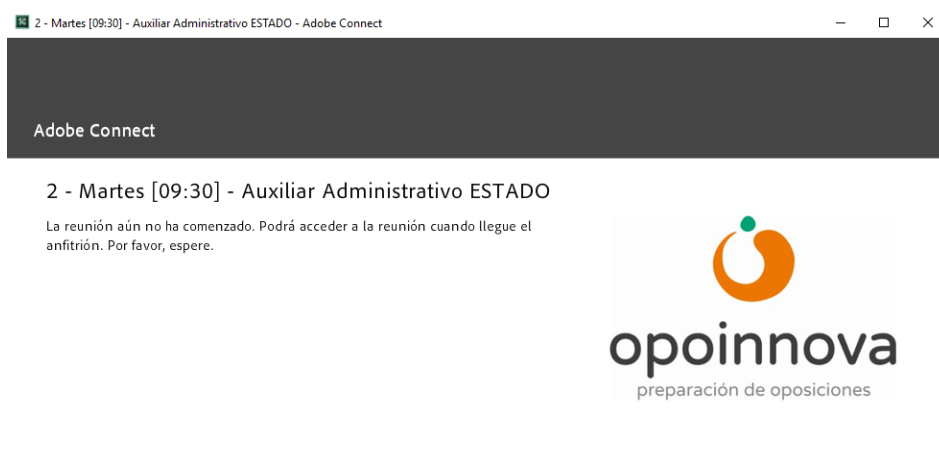 2 - Martes [09:30] - Auxiliar Administrativo ESTADO - Adobe Connect
Adobe Connect
2 - Martes [09:30] - Auxiliar Administrativo ESTADO
La reunión aún no ha comenzado. Podrá acceder a la reunión cuando llegue el
anfitrión. Por favor, espere.
opoinnova
preparación de oposiciones